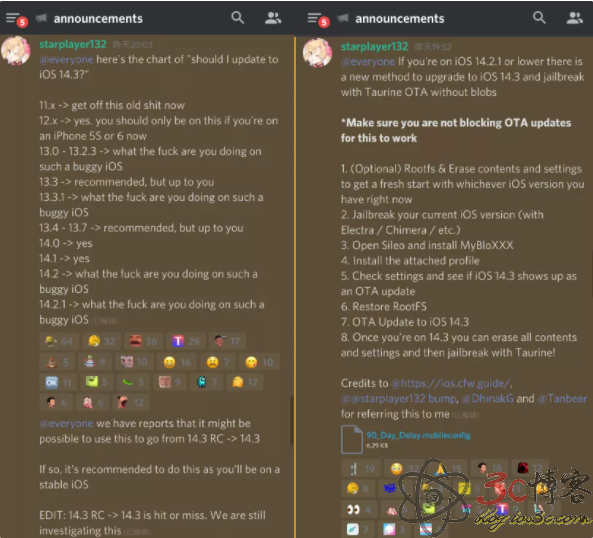 5
announcements
starplayer132 昨天20:03
@everyone here's the chart of "should I update to
iOS 14.3?"
11.x -> get off this old shit now
12.x -> yes. you should only be on this if you're on
an iPhone 5S or 6 now
13.0 - 13.2.3 -> what the fuck are you doing on
such a buggy iOS
13.3 -> recommended, but up to you
13.3.1 -> what the fuck are you doing on such a
buggy iOS
13.4 - 13.7 -> recommended, but up to you
14.0 -> yes
14.1 -> yes
14.2 -> what the fuck are you doing on such a
buggy iOS
14.2.1 -> what the fuck are you doing on such a
buggy iOS (已编辑)
64 32 36 T 29 17
5 8 10 16 7 10
OK 11 5 5 9 7 12
6 6 6
@everyone we have reports that it might be
possible to use this to go from 14.3 RC -> 14.3
If so, it's recommended to do this as you'll be on a
stable iOS
EDIT: 14.3 RC -> 14.3 is hit or miss. We are still
investigating this (已编辑)
5
announcements
starplayer132 昨天19:52
@everyone If you're on iOS 14.2.1 or lower there
is a new method to upgrade to iOS 14.3 and jailbreak
with Taurine OTA without blobs
*Make sure you are not blocking OTA updates
for this to work
1. (Optional) Rootfs & Erase contents and settings
to get a fresh start with whichever iOS version you
have right now
2. Jailbreak your current iOS version (with
Electra / Chimera / etc.)
3. Open Sileo and install MyBloXXX
4. Install the attached profile
5. Check settings and see if iOS 14.3 shows up as
an OTA update
6. Restore RootFS
7. OTA Update to iOS 14.3
8. Once you're on 14.3 you can erase all contents
and settings and then jailbreak with Taurine!
Credits to @https://ios.cfw.guide/,
@@starplayer132 bump, @DhinakG and @Tanbeer
for referring this to me (已编辑)
90_Day_Delay.mobileconfig
6.29 KB
19 32 15 18 12
3C博客
blog.ios3c.com